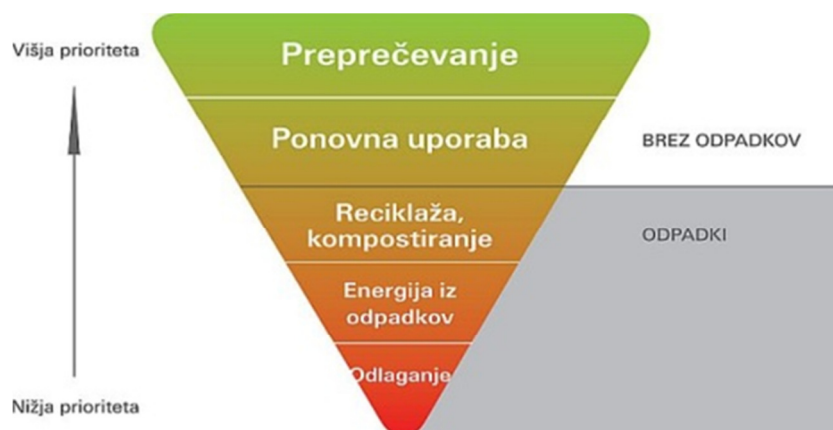 Višja prioriteta
Preprečevanje
Ponovna uporaba
BREZ ODPADKOV
Reciklaža,
kompostiranje
ODPADKI
Energija iz
odpadkov
Odlaganje
Nižja prioriteta